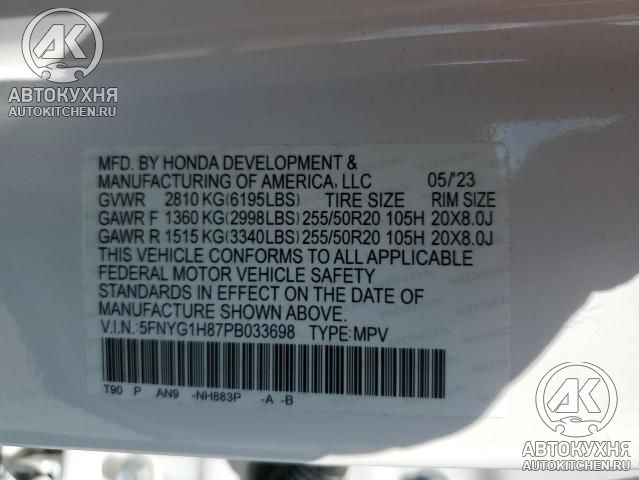 АК
АВТОКУХНЯ
AUTOKITCHEN.RU
MFD. BY HONDA DEVELOPMENT &
MANUFACTURING OF AMERICA, LLC 05/'23
GVWR 2810 KG(6195LBS) TIRE SIZE RIM SIZE
GAWR F 1360 KG(2998LBS) 255/50R20 105H 20X8.0J
GAWR R 1515 KG(3340LBS) 255/50R20 105H 20X8.0J
THIS VEHICLE CONFORMS TO ALL APPLICABLE
FEDERAL MOTOR VEHICLE SAFETY
STANDARDS IN EFFECT ON THE DATE OF
MANUFACTURE SHOWN ABOVE.
V.I.N.:5FNYG1H87PB033698 TYPE:MPV
T90 P AN9 -NH883P -A -B
АК
АВТОКУХНЯ
AUTOKITCHEN.RU